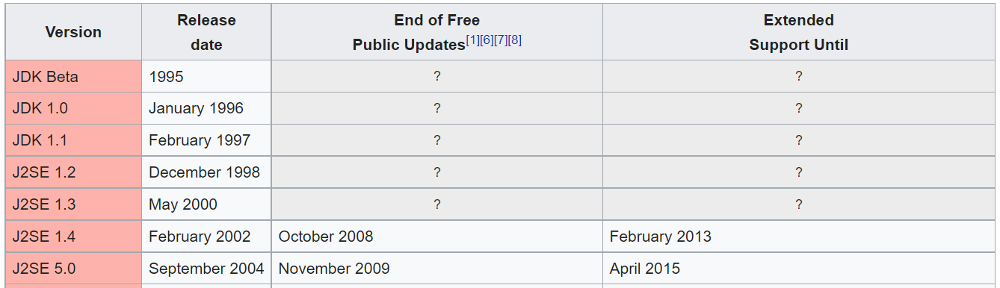 Version Release date End of Free Public Updates[1][6][7][8] Extended Support Until
JDK Beta 1995 ? ?
JDK 1.0 January 1996 ? ?
JDK 1.1 February 1997 ? ?
J2SE 1.2 December 1998 ? ?
J2SE 1.3 May 2000 ? ?
J2SE 1.4 February 2002 October 2008 February 2013
J2SE 5.0 September 2004 November 2009 April 2015